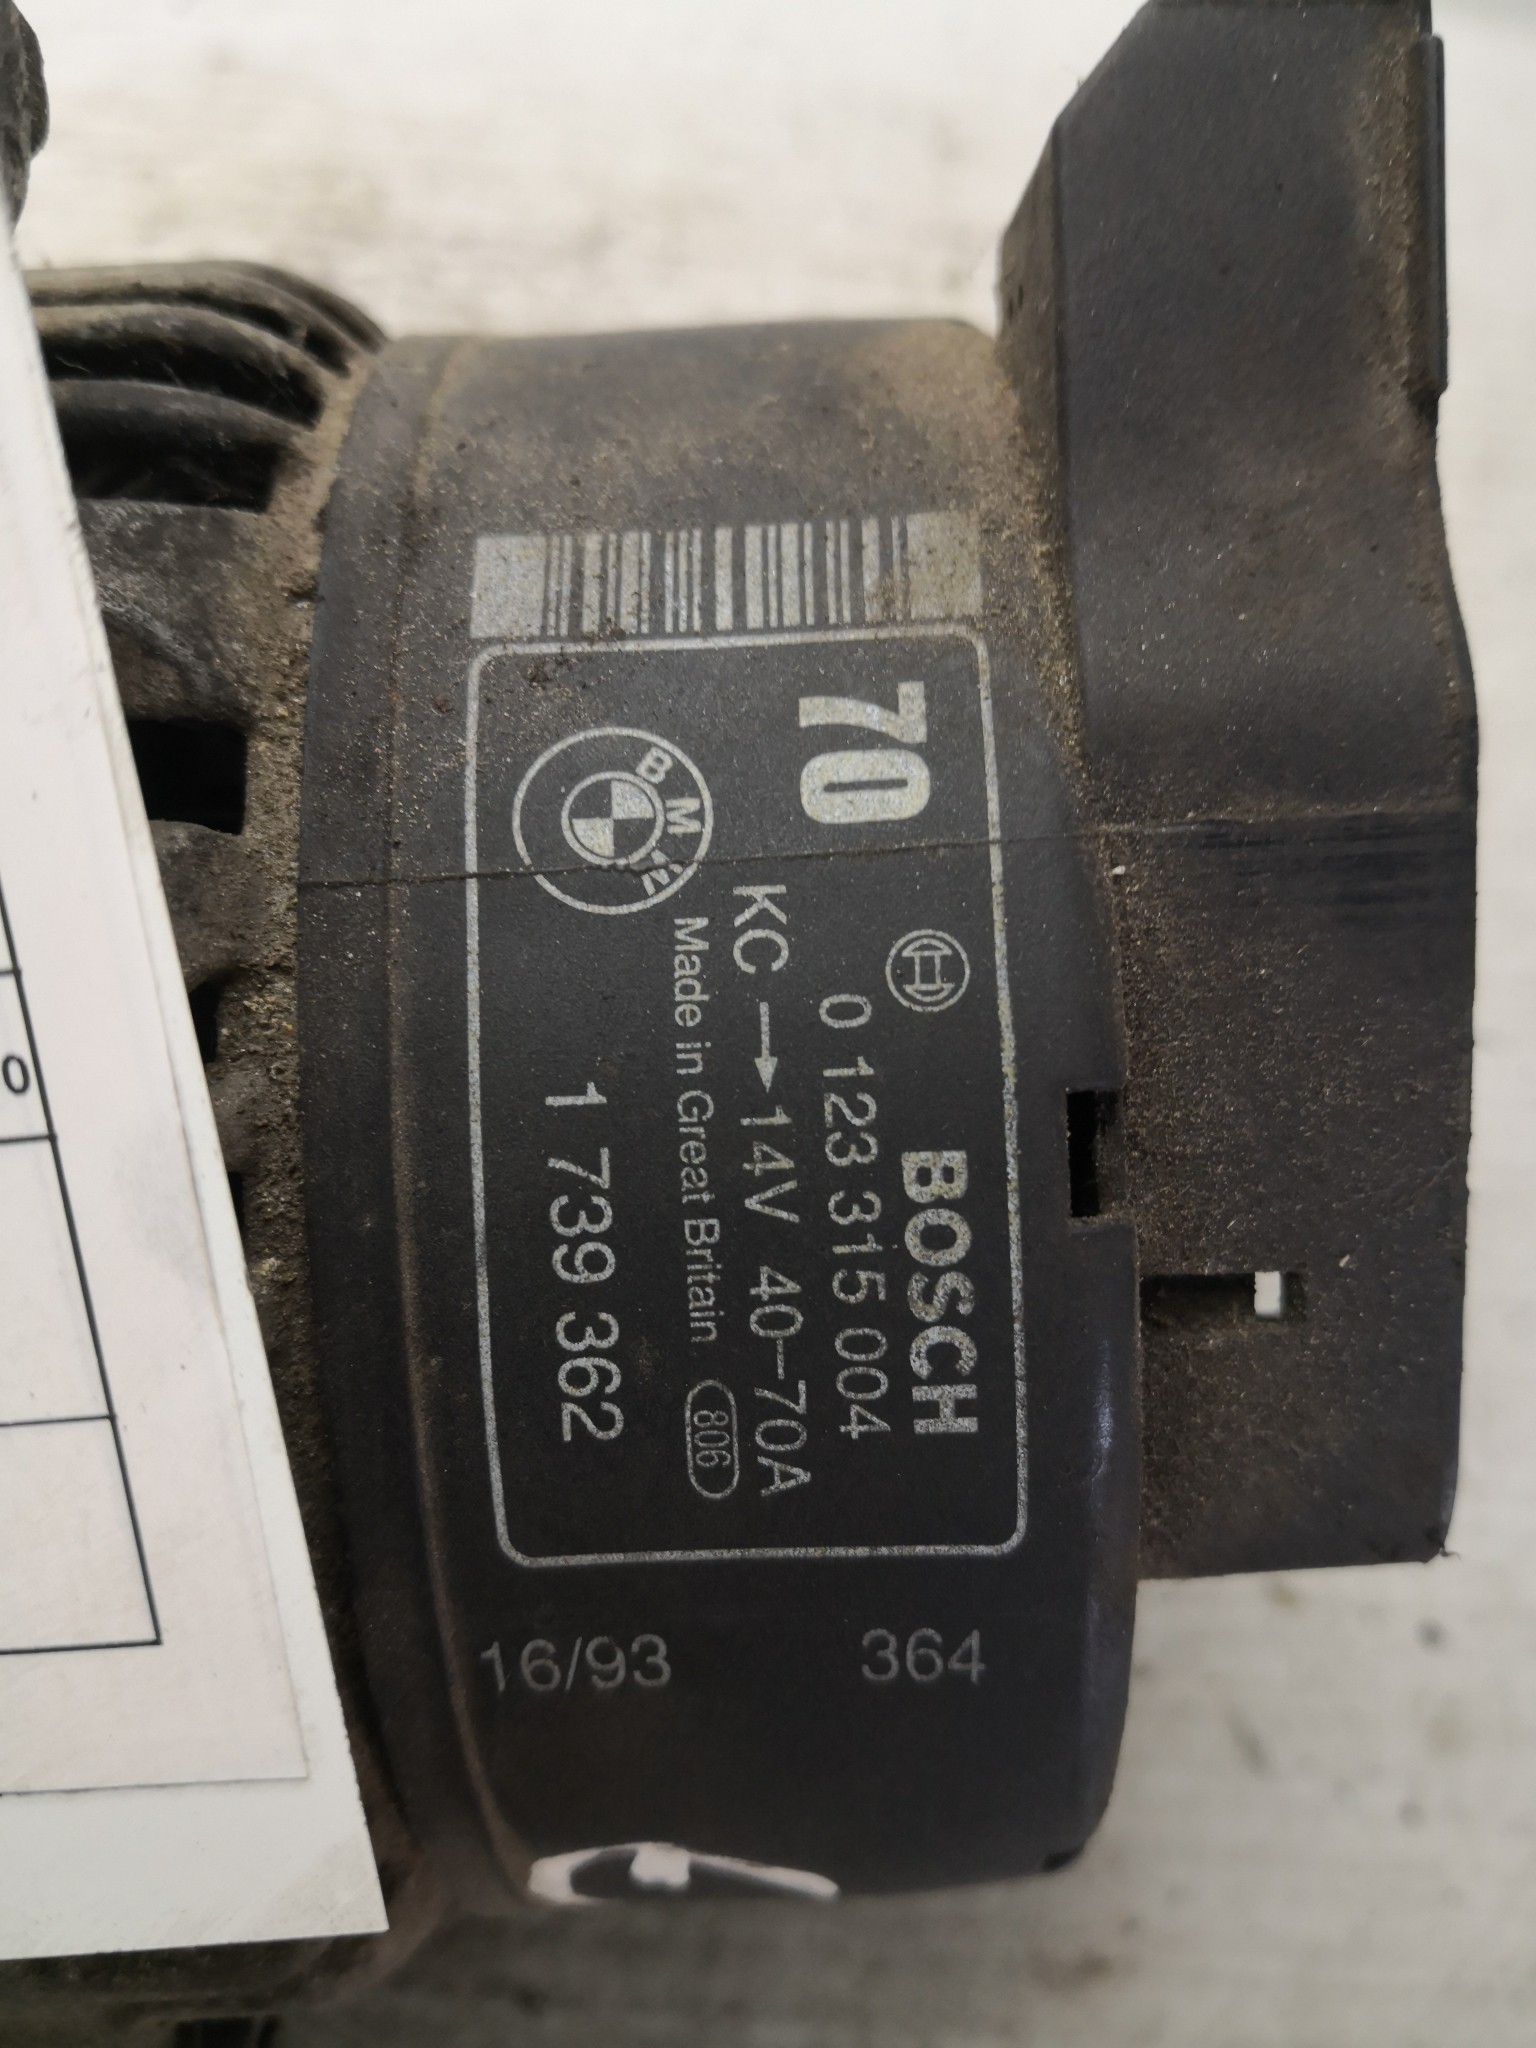 70
BOSCH
0 123 315 004
KC → 14V 40-70A
Made in Great Britain 806
BMW
1 739 362
16/93 364
0